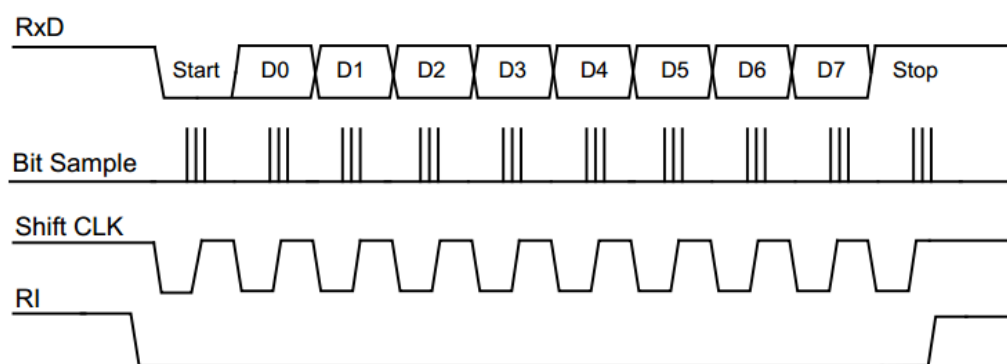 RxD
Start D0 D1 D2 D3 D4 D5 D6 D7 Stop
Bit Sample
Shift CLK
RI